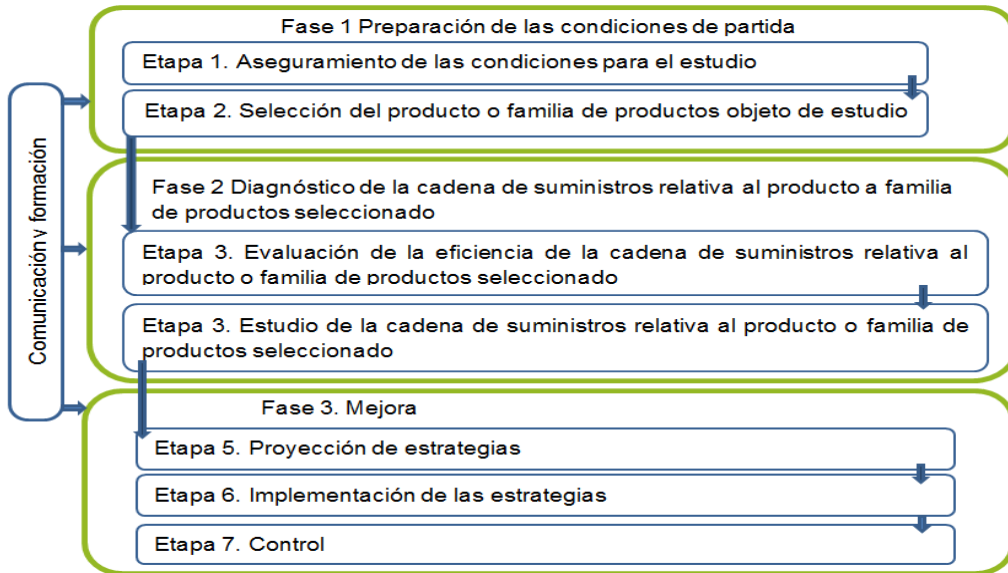 Comunicación y formación
Fase 1 Preparación de las condiciones de partida
Etapa 1. Aseguramiento de las condiciones para el estudio
Etapa 2. Selección del producto o familia de productos objeto de estudio
Fase 2 Diagnóstico de la cadena de suministros relativa al producto a familia
de productos seleccionado
Etapa 3. Evaluación de la eficiencia de la cadena de suministros relativa al
producto o familia de productos seleccionado
Etapa 3. Estudio de la cadena de suministros relativa al producto o familia de
productos seleccionado
Fase 3. Mejora
Etapa 5. Proyección de estrategias
Etapa 6. Implementación de las estrategias
Etapa 7. Control